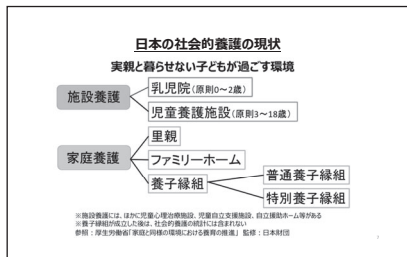 日本の社会的養護の現状
実親と暮らせない子どもが過ごす環境
施設養護
乳児院(原則0~2歳)
児童養護施設(原則3~18歳)
家庭養護
里親
ファミリーホーム
養子縁組
普通養子縁組
特別養子縁組
※施設養護には、ほかに児童心理治療施設、児童自立支援施設、自立援助ホーム等がある
※養子縁組が成立した後は、社会的養護の統計には含まれない
参照:厚生労働省「家庭と同様の環境における養育の推進」 監修:日本財団